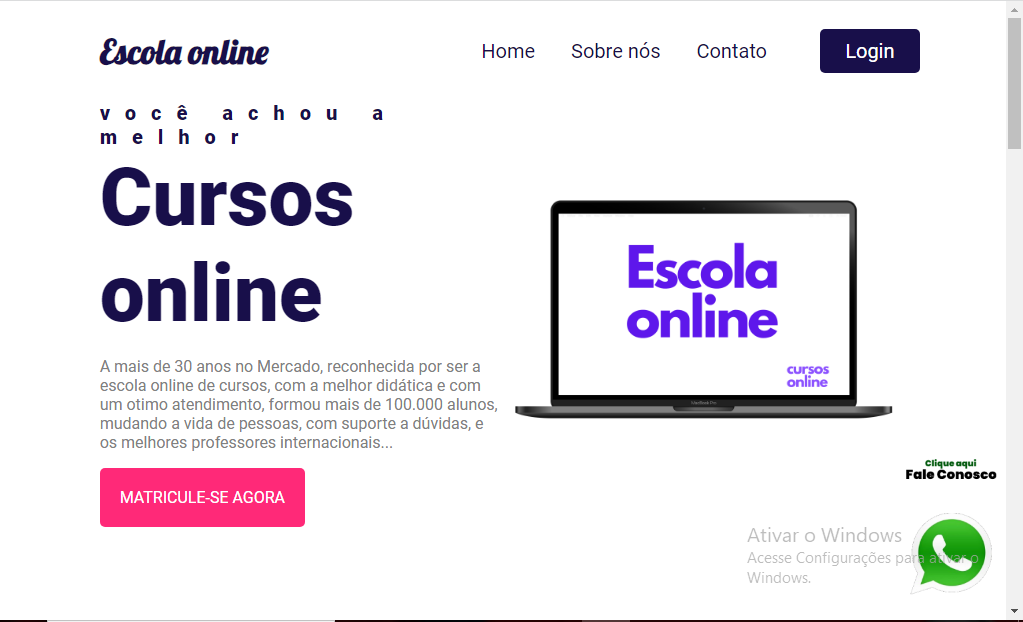 Escola online
Home
Sobre nós
Contato
Login
você achou a
melhor
Cursos
online
A mais de 30 anos no Mercado, reconhecida por ser a
escola online de cursos, com a melhor didática e com
um otimo atendimento, formou mais de 100.000 alunos,
mudando a vida de pessoas, com suporte a dúvidas, e
os melhores professores internacionais...
MATRICULE-SE AGORA
Escola
online
cursos
online
MacBook Pro
Clique aqui
Fale Conosco
Ativar o Windows
Acesse Configurações para ativar o
Windows.